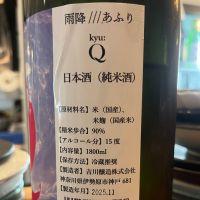 雨降///あふり
kyu:
Q
日本酒（純米酒）
【原材料名】米（国産）、
米麹（国産米）
【精米歩合】90%
【アルコール分】15度
【内容量】1800ml
【保存方法】冷蔵推奨
【製造者】吉川醸造株式会社
神奈川県伊勢原市神戸681
【製造年月】2025.11